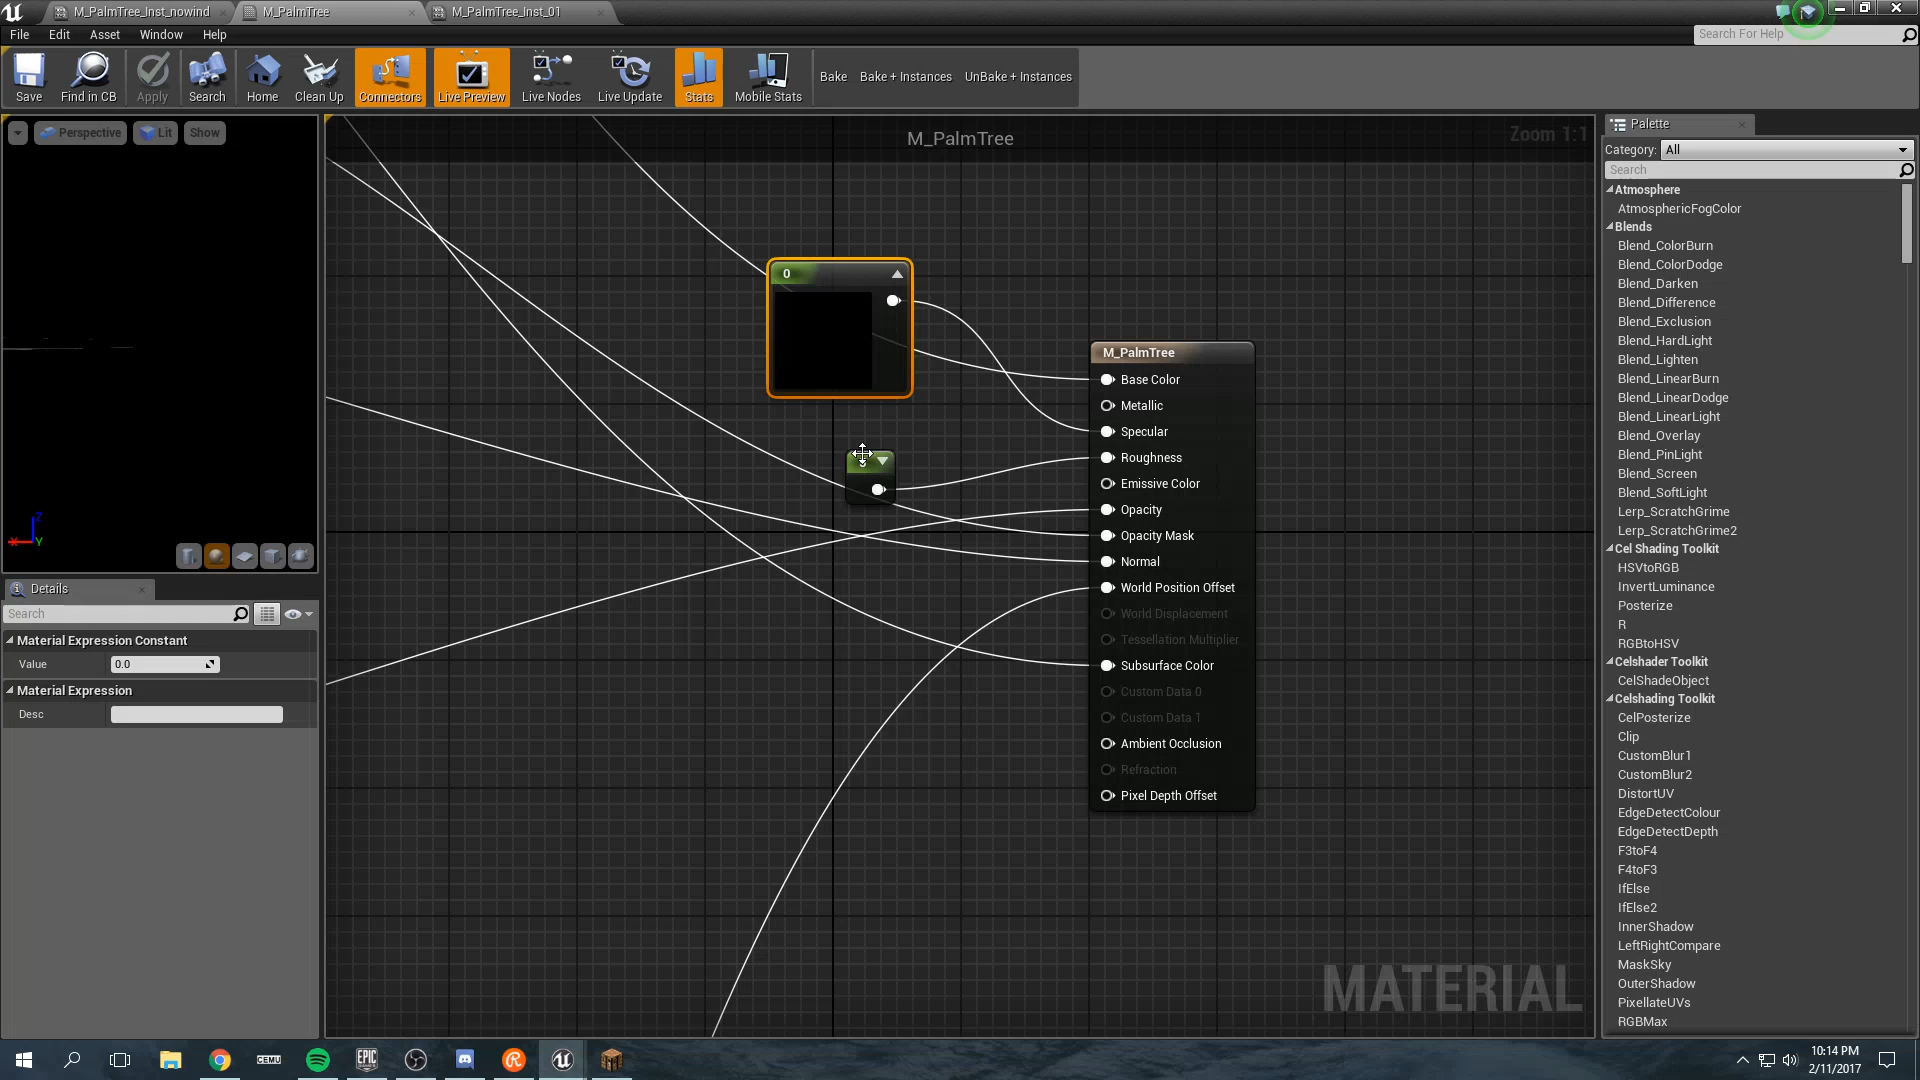 M_PalmTree_Inst_nowind
M_PalmTree
M_PalmTree_Inst_01
File
Edit
Asset
Window
Help
Search For Help
Save
Find in CB
Apply
Search
Home
Clean Up
Connectors
Live Preview
Live Nodes
Live Update
Stats
Mobile Stats
Bake
Bake + Instances
UnBake + Instances
Perspective
Lit
Show
Z
X
Y
Details
Search
Material Expression Constant
Value
0.0
Material Expression
Desc
M_PalmTree
Zoom 1:1
0
M_PalmTree
Base Color
Metallic
Specular
Roughness
Emissive Color
Opacity
Opacity Mask
Normal
World Position Offset
World Displacement
Tessellation Multiplier
Subsurface Color
Custom Data 0
Custom Data 1
Ambient Occlusion
Refraction
Pixel Depth Offset
MATERIAL
Palette
Category:
All
Search
Atmosphere
AtmosphericFogColor
Blends
Blend_ColorBurn
Blend_ColorDodge
Blend_Darken
Blend_Difference
Blend_Exclusion
Blend_HardLight
Blend_Lighten
Blend_LinearBurn
Blend_LinearDodge
Blend_LinearLight
Blend_Overlay
Blend_PinLight
Blend_Screen
Blend_SoftLight
Lerp_ScratchGrime
Lerp_ScratchGrime2
Cel Shading Toolkit
HSVtoRGB
InvertLuminance
Posterize
R
RGBtoHSV
Celshader Toolkit
CelShadeObject
Celshading Toolkit
CelPosterize
Clip
CustomBlur1
CustomBlur2
DistortUV
EdgeDetectColour
EdgeDetectDepth
F3toF4
F4toF3
IfElse
IfElse2
InnerShadow
LeftRightCompare
MaskSky
OuterShadow
PixellateUVs
RGBMax
CEMU
EPIC
GAMES
10:14 PM
2/11/2017